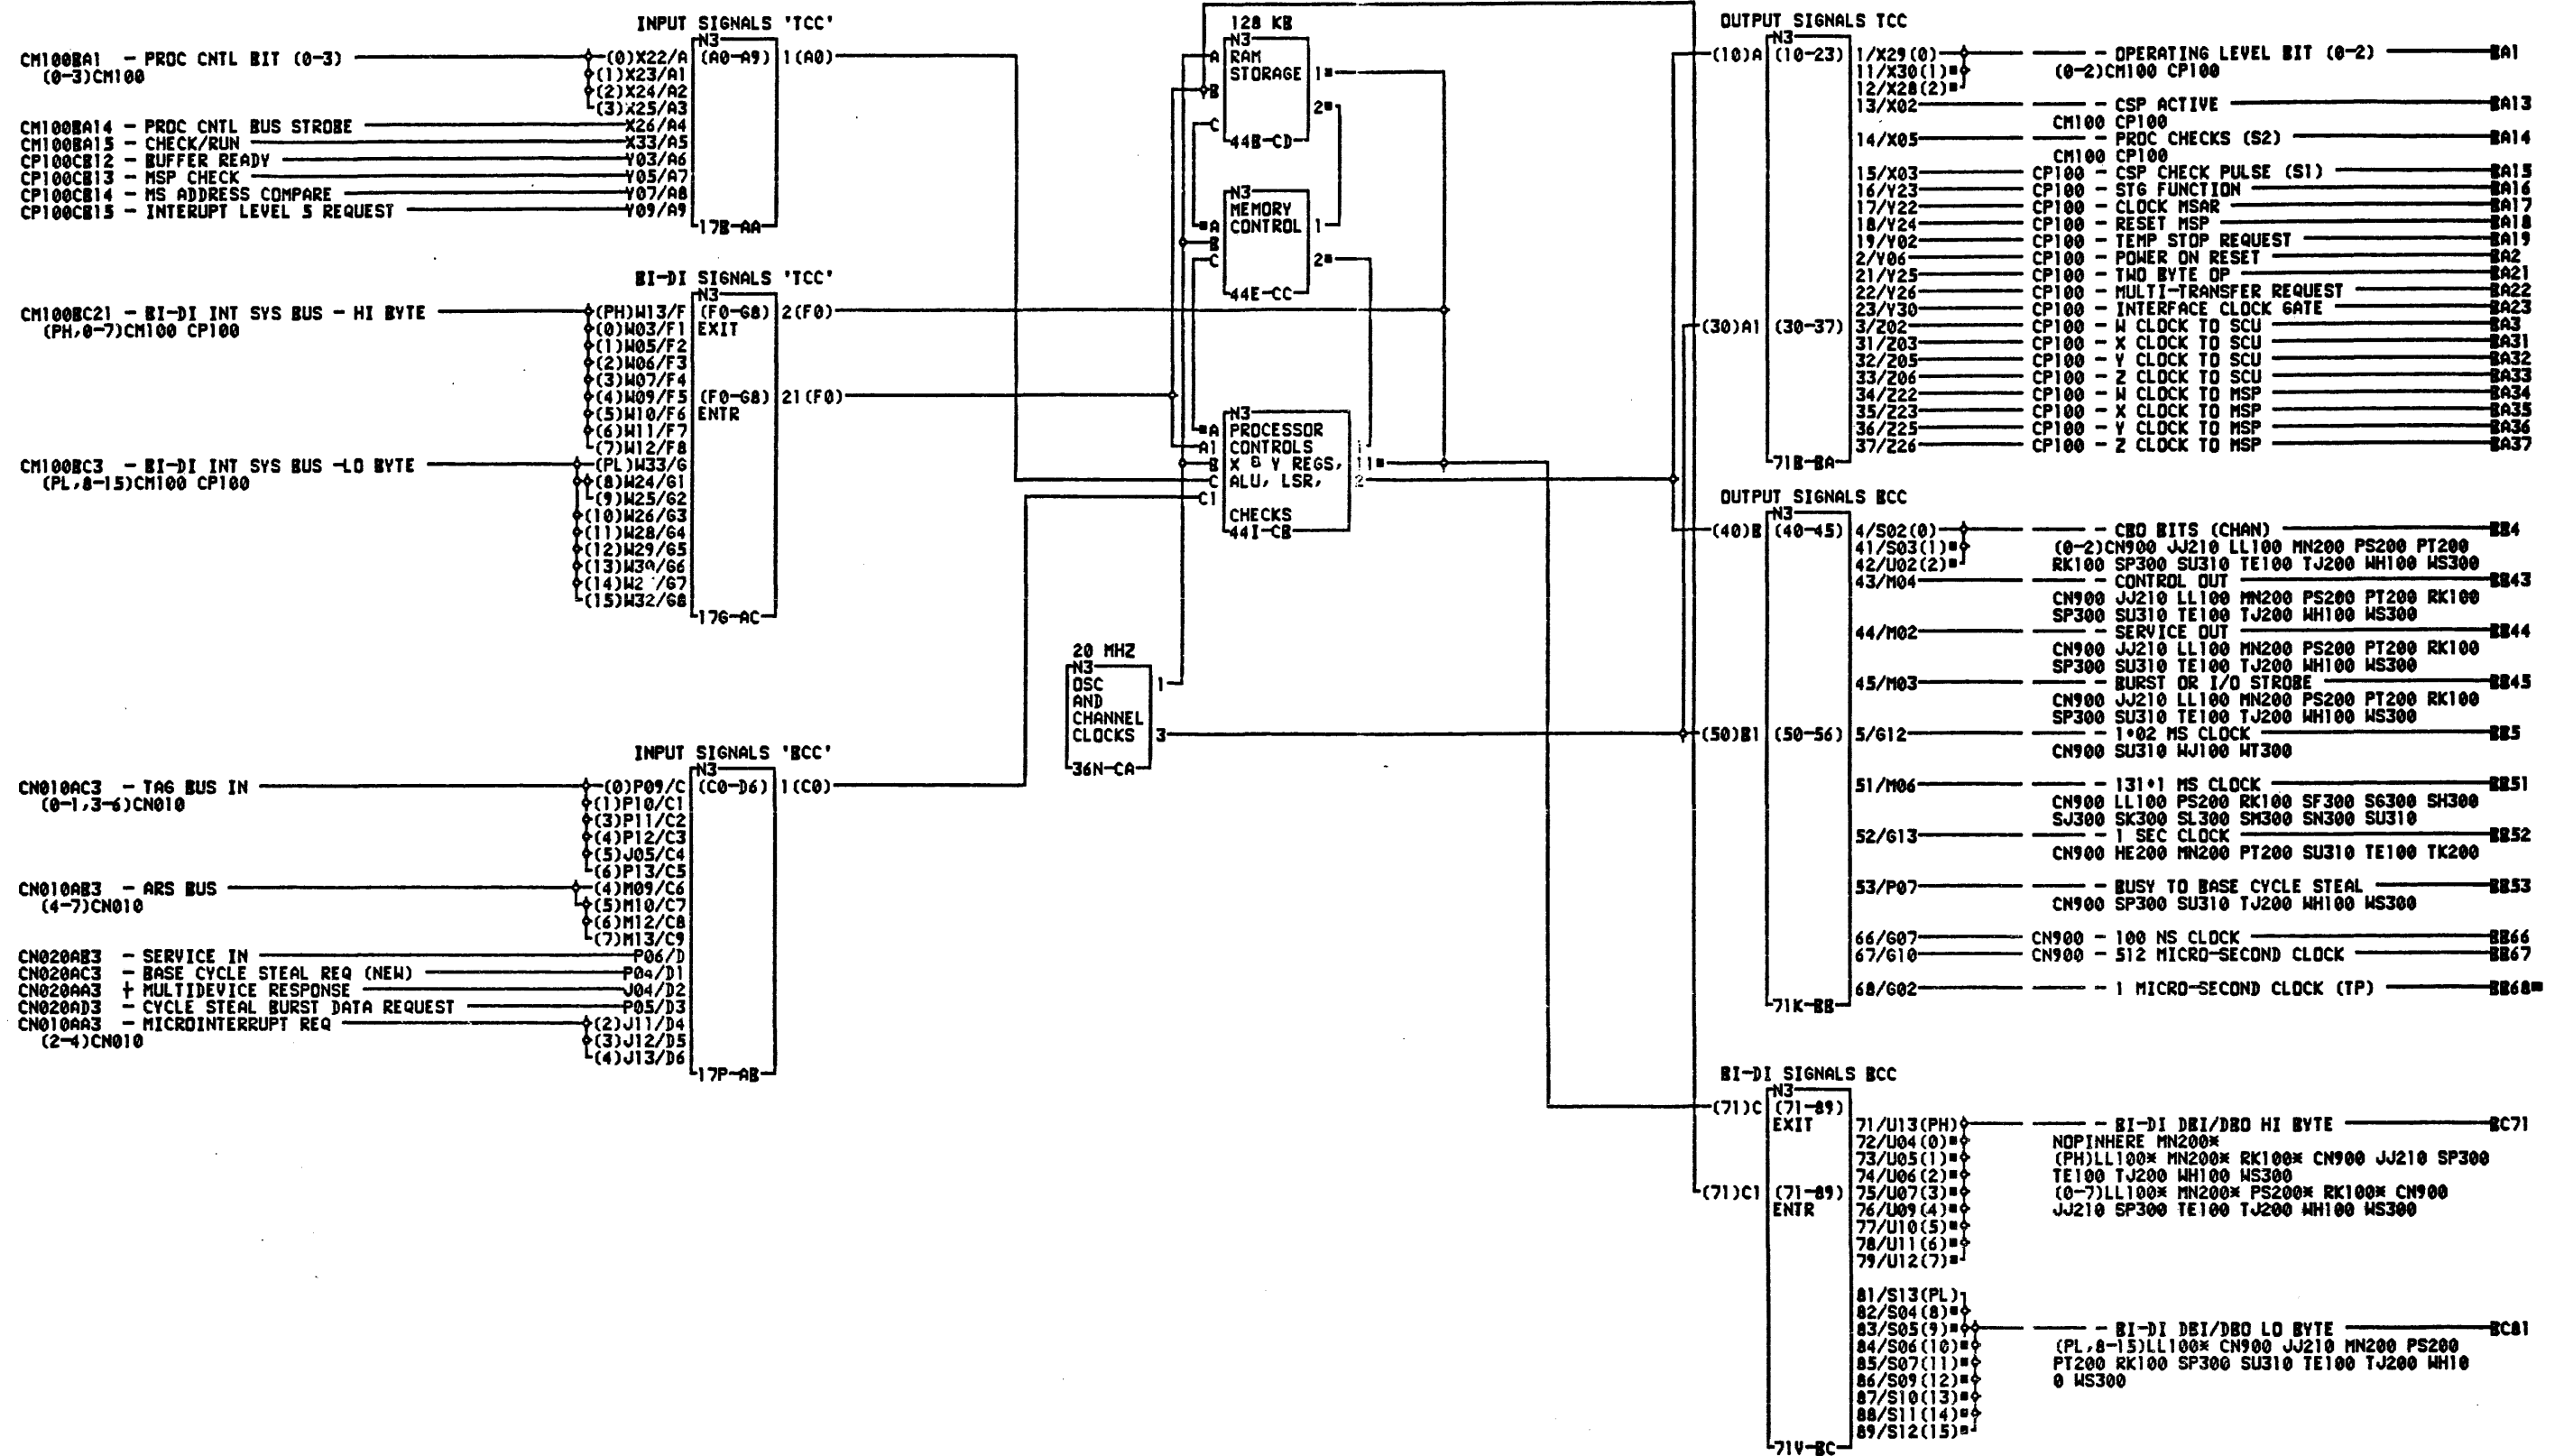 INPUT SIGNALS 'TCC'
CM100BA1 - PROC CNTL BIT (0-3)
(0-3)CM100
(0)X22/A
(1)X23/A1
(2)X24/A2
(3)X25/A3
CM100BA14 - PROC CNTL BUS STROBE X26/A4
CM100BA15 - CHECK/RUN X33/A5
CP100CB12 - BUFFER READY Y03/A6
CP100CB13 - MSP CHECK Y05/A7
CP100CB14 - MS ADDRESS COMPARE Y07/A8
CP100CB15 - INTERUPT LEVEL 5 REQUEST Y09/A9
N3
(A0-A9) 1(A0)
17B-AA
BI-DI SIGNALS 'TCC'
CM100BC21 - BI-DI INT SYS BUS - HI BYTE
(PH,0-7)CM100 CP100
(PH)W13/F
(0)W03/F1
(1)W05/F2
(2)W06/F3
(3)W07/F4
(4)W09/F5
(5)W10/F6
(6)W11/F7
(7)W12/F8
CM100BC3 - BI-DI INT SYS BUS -LO BYTE
(PL,8-15)CM100 CP100
(PL)W33/G
(8)W24/G1
(9)W25/G2
(10)W26/G3
(11)W28/G4
(12)W29/G5
(13)W30/G6
(14)W2 /G7
(15)W32/G8
N3
(F0-G8) 2(F0)
EXIT
(F0-G8) 21(F0)
ENTR
17G-AC
INPUT SIGNALS 'BCC'
CN010AC3 - TAG BUS IN
(0-1,3-6)CN010
(0)P09/C
(1)P10/C1
(3)P11/C2
(4)P12/C3
(5)J05/C4
(6)P13/C5
CN010AB3 - ARS BUS
(4-7)CN010
(4)M09/C6
(5)M10/C7
(6)M12/C8
(7)M13/C9
CN020AB3 - SERVICE IN P06/D
CN020AC3 - BASE CYCLE STEAL REQ (NEW) P04/D1
CN020AA3 + MULTIDEVICE RESPONSE J04/D2
CN020AD3 - CYCLE STEAL BURST DATA REQUEST P05/D3
CN010AA3 - MICROINTERRUPT REQ
(2-4)CN010
(2)J11/D4
(3)J12/D5
(4)J13/D6
N3
(C0-D6) 1(C0)
17P-AB
128 KB
N3
A RAM
STORAGE 1
B
2
C
44B-CD
N3
MEMORY
A CONTROL 1
B
C 2
44E-CC
N3
A PROCESSOR
A1 CONTROLS 1
B X & Y REGS, 11
C ALU, LSR, 2
C1
CHECKS
44I-CB
20 MHZ
N3
OSC 1
AND
CHANNEL
CLOCKS 3
36N-CA
OUTPUT SIGNALS TCC
N3
(10)A (10-23)
(30)A1 (30-37)
71B-BA
1/X29(0) - OPERATING LEVEL BIT (0-2) BA1
11/X30(1) (0-2)CM100 CP100
12/X28(2)
13/X02 - CSP ACTIVE BA13
CM100 CP100
14/X05 - PROC CHECKS (S2) BA14
CM100 CP100
15/X03 CP100 - CSP CHECK PULSE (S1) BA15
16/Y23 CP100 - STG FUNCTION BA16
17/Y22 CP100 - CLOCK MSAR BA17
18/Y24 CP100 - RESET MSP BA18
19/Y02 CP100 - TEMP STOP REQUEST BA19
2/Y06 CP100 - POWER ON RESET BA2
21/Y25 CP100 - TWO BYTE OP BA21
22/Y26 CP100 - MULTI-TRANSFER REQUEST BA22
23/Y30 CP100 - INTERFACE CLOCK GATE BA23
3/Z02 CP100 - W CLOCK TO SCU BA3
31/Z03 CP100 - X CLOCK TO SCU BA31
32/Z05 CP100 - Y CLOCK TO SCU BA32
33/Z06 CP100 - Z CLOCK TO SCU BA33
34/Z22 CP100 - W CLOCK TO MSP BA34
35/Z23 CP100 - X CLOCK TO MSP BA35
36/Z25 CP100 - Y CLOCK TO MSP BA36
37/Z26 CP100 - Z CLOCK TO MSP BA37
OUTPUT SIGNALS BCC
N3
(40)B (40-45)
(50)B1 (50-56)
71K-BB
4/S02(0) - CBO BITS (CHAN) BB4
41/S03(1) (0-2)CN900 JJ210 LL100 MN200 PS200 PT200
42/U02(2) RK100 SP300 SU310 TE100 TJ200 WH100 WS300
43/M04 - CONTROL OUT BB43
CN900 JJ210 LL100 MN200 PS200 PT200 RK100
SP300 SU310 TE100 TJ200 WH100 WS300
44/M02 - SERVICE OUT BB44
CN900 JJ210 LL100 MN200 PS200 PT200 RK100
SP300 SU310 TE100 TJ200 WH100 WS300
45/M03 - BURST OR I/O STROBE BB45
CN900 JJ210 LL100 MN200 PS200 PT200 RK100
SP300 SU310 TE100 TJ200 WH100 WS300
5/G12 - 1•02 MS CLOCK BB5
CN900 SU310 WJ100 WT300
51/M06 - 131•1 MS CLOCK BB51
CN900 LL100 PS200 RK100 SF300 SG300 SH300
SJ300 SK300 SL300 SM300 SN300 SU310
52/G13 - 1 SEC CLOCK BB52
CN900 HE200 MN200 PT200 SU310 TE100 TK200
53/P07 - BUSY TO BASE CYCLE STEAL BB53
CN900 SP300 SU310 TJ200 WH100 WS300
66/G07 CN900 - 100 NS CLOCK BB66
67/G10 CN900 - 512 MICRO-SECOND CLOCK BB67
68/G02 - 1 MICRO-SECOND CLOCK (TP) BB68
BI-DI SIGNALS BCC
N3
(71)C (71-89)
EXIT
(71)C1 (71-89)
ENTR
71V-BC
71/U13(PH) - BI-DI DBI/DBO HI BYTE BC71
72/U04(0) NOPINHERE MN200*
73/U05(1) (PH)LL100* MN200* RK100* CN900 JJ210 SP300
74/U06(2) TE100 TJ200 WH100 WS300
75/U07(3) (0-7)LL100* MN200* PS200* RK100* CN900
76/U09(4) JJ210 SP300 TE100 TJ200 WH100 WS300
77/U10(5)
78/U11(6)
79/U12(7)
81/S13(PL)
82/S04(8)
83/S05(9) - BI-DI DBI/DBO LO BYTE BC81
84/S06(10) (PL,8-15)LL100* CN900 JJ210 MN200 PS200
85/S07(11) PT200 RK100 SP300 SU310 TE100 TJ200 WH10
86/S09(12) 0 WS300
87/S10(13)
88/S11(14)
89/S12(15)